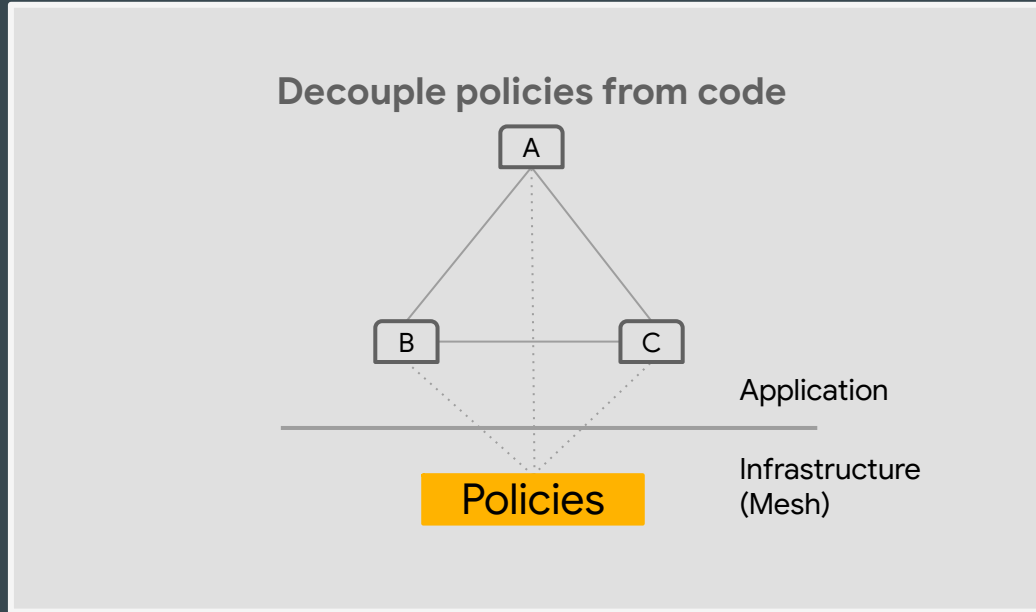 Decouple policies from code
A
B
C
Application
Infrastructure
(Mesh)
Policies